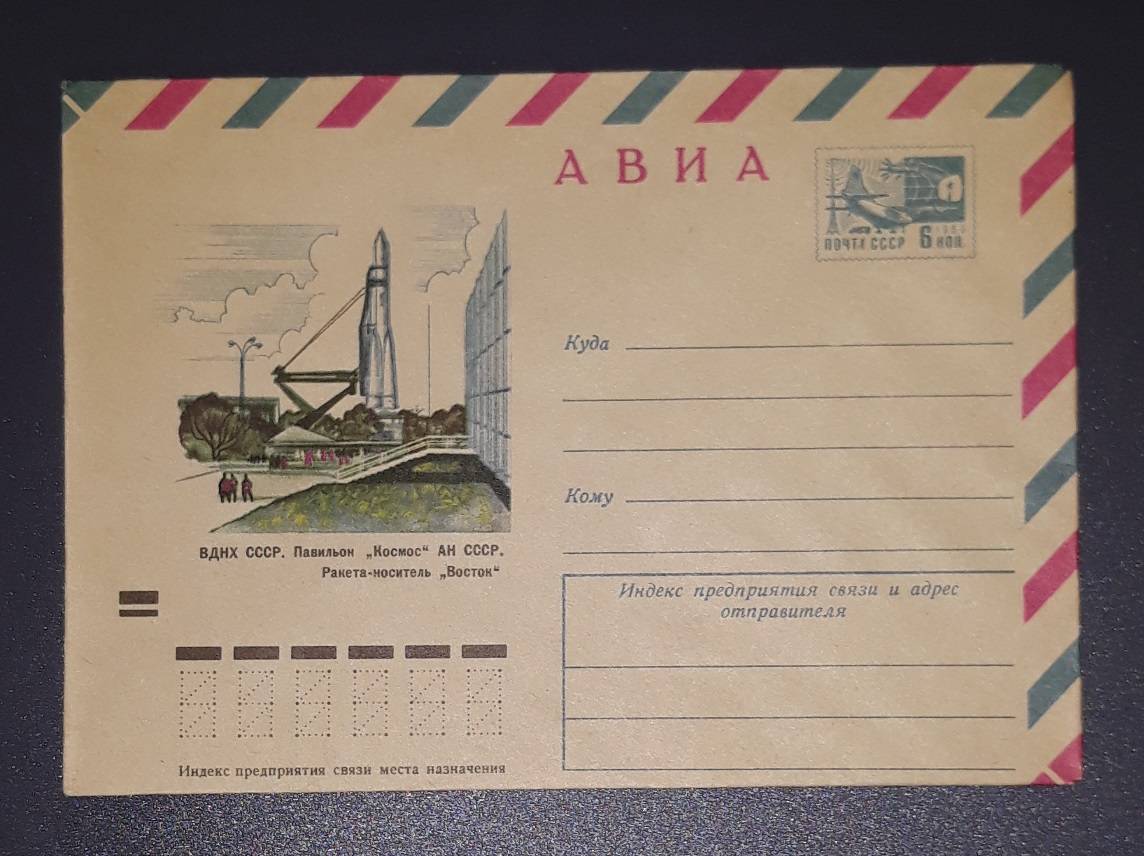 АВИА
1966
ПОЧТА СССР 6 КОП
Куда
Кому
ВДНХ СССР. Павильон „Космос“ АН СССР.
Ракета-носитель „Восток“
Индекс предприятия связи и адрес
отправителя
Индекс предприятия связи места назначения